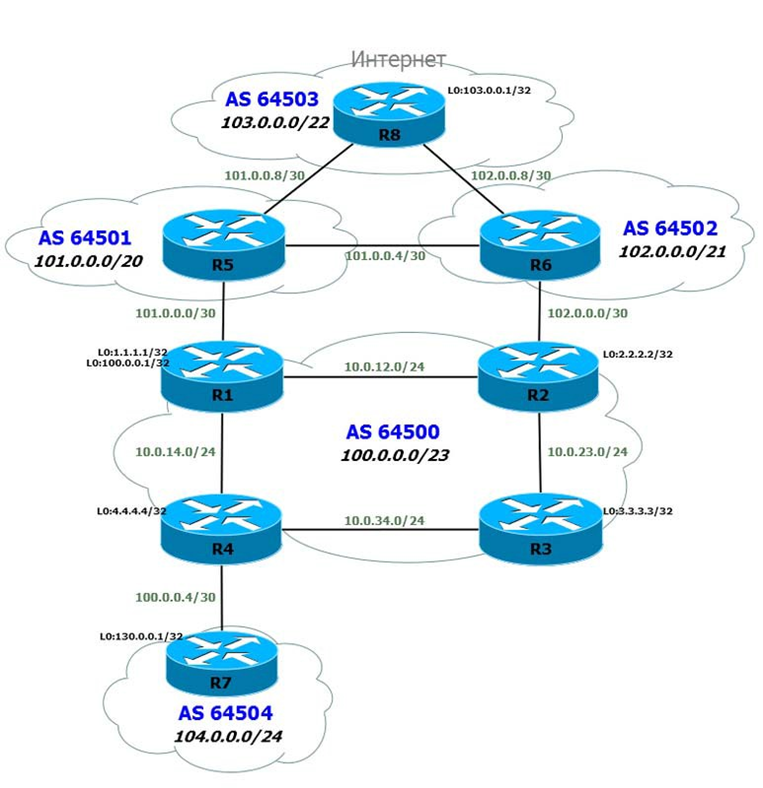 Интернет
AS 64503
103.0.0.0/22
L0:103.0.0.1/32
R8
101.0.0.8/30
102.0.0.8/30
AS 64501
101.0.0.0/20
R5
101.0.0.4/30
R6
AS 64502
102.0.0.0/21
101.0.0.0/30
102.0.0.0/30
L0:1.1.1.1/32
L0:100.0.0.1/32
R1
10.0.12.0/24
L0:2.2.2.2/32
R2
AS 64500
100.0.0.0/23
10.0.14.0/24
10.0.23.0/24
L0:4.4.4.4/32
R4
10.0.34.0/24
L0:3.3.3.3/32
R3
100.0.0.4/30
L0:130.0.0.1/32
R7
AS 64504
104.0.0.0/24